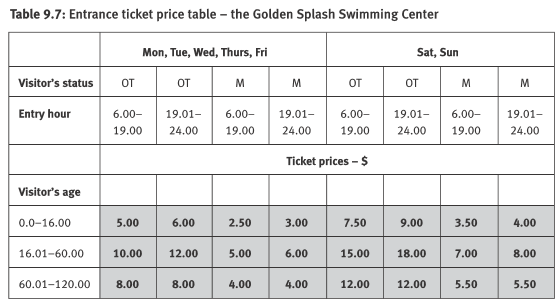 Table 9.7: Entrance ticket price table – the Golden Splash Swimming Center
Mon, Tue, Wed, Thurs, Fri Sat, Sun
Visitor's status OT OT M M OT OT M M
Entry hour 6.00– 19.01– 6.00– 19.01– 6.00– 19.01– 6.00– 19.01–
19.00 24.00 19.00 24.00 19.00 24.00 19.00 24.00
Ticket prices – $
Visitor's age
0.0–16.00 5.00 6.00 2.50 3.00 7.50 9.00 3.50 4.00
16.01–60.00 10.00 12.00 5.00 6.00 15.00 18.00 7.00 8.00
60.01–120.00 8.00 8.00 4.00 4.00 12.00 12.00 5.50 5.50